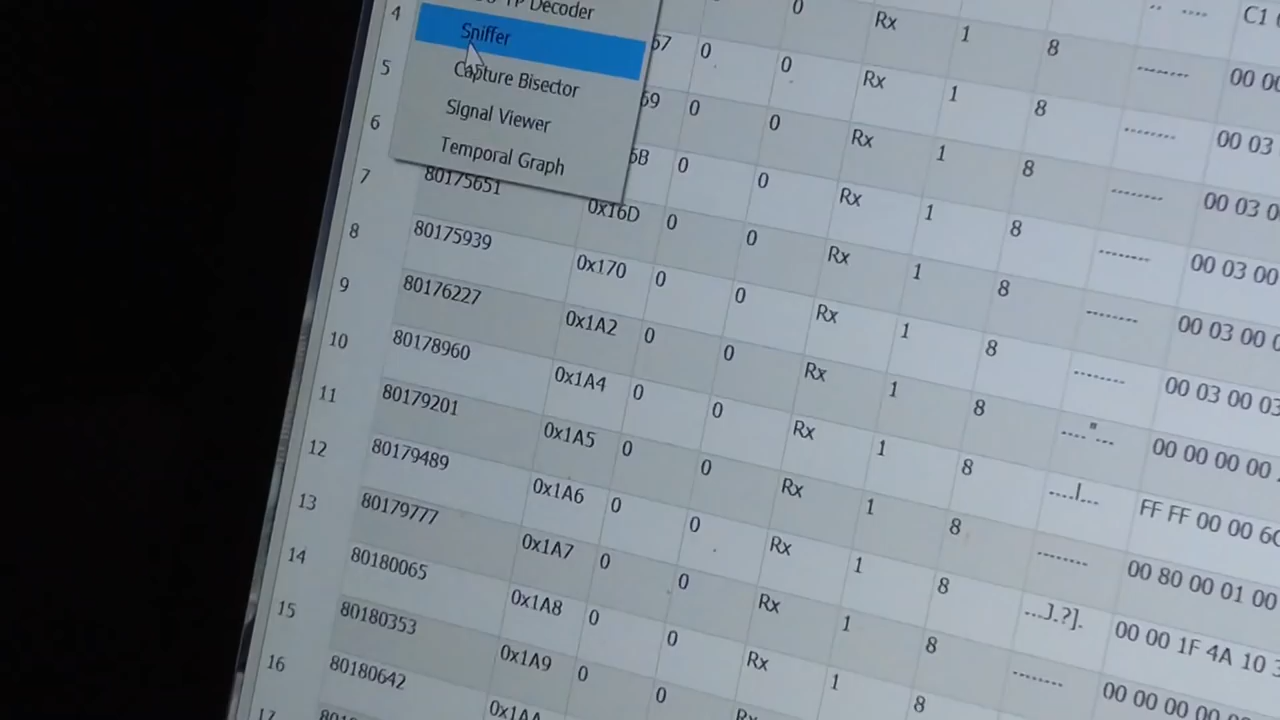 TP Decoder
Sniffer
Capture Bisector
Signal Viewer
Temporal Graph
C1
0 Rx 1 8 -------- 00 00
4 67 0 0 Rx 1 8 -------- 00 03
5 69 0 0 Rx 1 8 -------- 00 03 0
6 6B 0 0 Rx 1 8 -------- 00 03 00
7 80175651 0x16D 0 0 Rx 1 8 -------- 00 03 00
8 80175939 0x170 0 0 Rx 1 8 -------- 00 03 00 03
9 80176227 0x1A2 0 0 Rx 1 8 ...."... 00 00 00 00
10 80178960 0x1A4 0 0 Rx 1 8 ....l... FF FF 00 00 6C
11 80179201 0x1A5 0 0 Rx 1 8 -------- 00 80 00 01 00
12 80179489 0x1A6 0 0 Rx 1 8 ...J.?]. 00 00 1F 4A 10
13 80179777 0x1A7 0 0 Rx 1 8 -------- 00 00 00 00
14 80180065 0x1A8 0 0 Rx 1 8
15 80180353 0x1A9 0 0 Rx
16 80180642 0x1AA
17